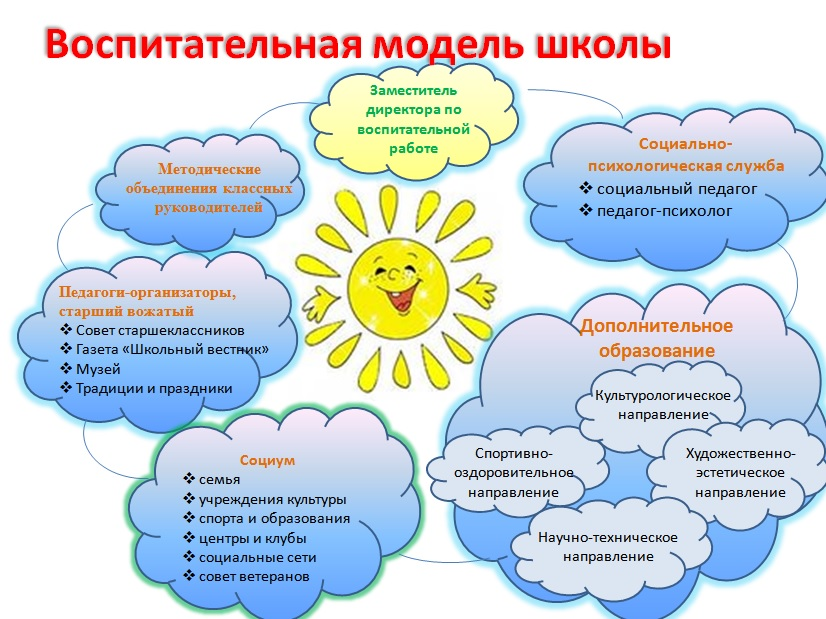 Воспитательная модель школы
Заместитель
директора по
воспитательной
работе
Социально-
психологическая служба
❖ социальный педагог
❖ педагог-психолог
Методические
объединения классных
руководителей
Педагоги-организаторы,
старший вожатый
❖ Совет старшеклассников
❖ Газета «Школьный вестник»
❖ Музей
❖ Традиции и праздники
Дополнительное
образование
Культурологическое
направление
Спортивно-
оздоровительное
направление
Художественно-
эстетическое
направление
Научно-техническое
направление
Социум
❖ семья
❖ учреждения культуры
❖ спорта и образования
❖ центры и клубы
❖ социальные сети
❖ совет ветеранов